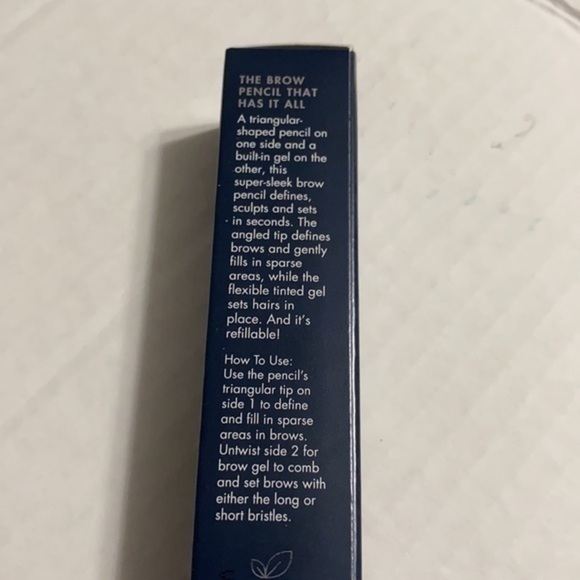 THE BROW
PENCIL THAT
HAS IT ALL
A triangular-
shaped pencil on
one side and a
built-in gel on the
other, this
super-sleek brow
pencil defines,
sculpts and sets
in seconds. The
angled tip defines
brows and gently
fills in sparse
areas, while the
flexible tinted gel
sets hairs in
place. And it's
refillable!
How To Use:
Use the pencil's
triangular tip on
side 1 to define
and fill in sparse
areas in brows.
Untwist side 2 for
brow gel to comb
and set brows with
either the long or
short bristles.